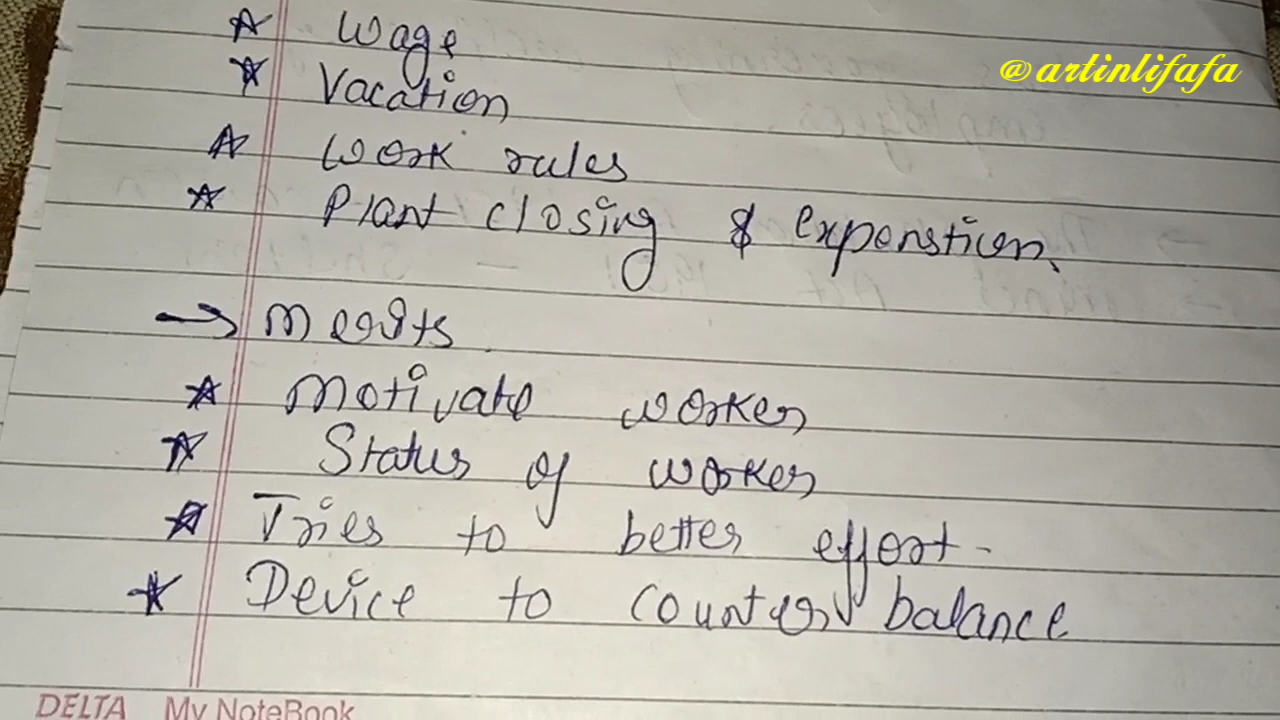 ☆ Wage
@artinlifafa
☆ Vacation
☆ Work rules
☆ Plant closing & expenstion.
→ Merits
☆ Motivate worker
☆ Status of worker
☆ Tries to better effort -
☆ Device to counter balance
DELTA My NoteBook